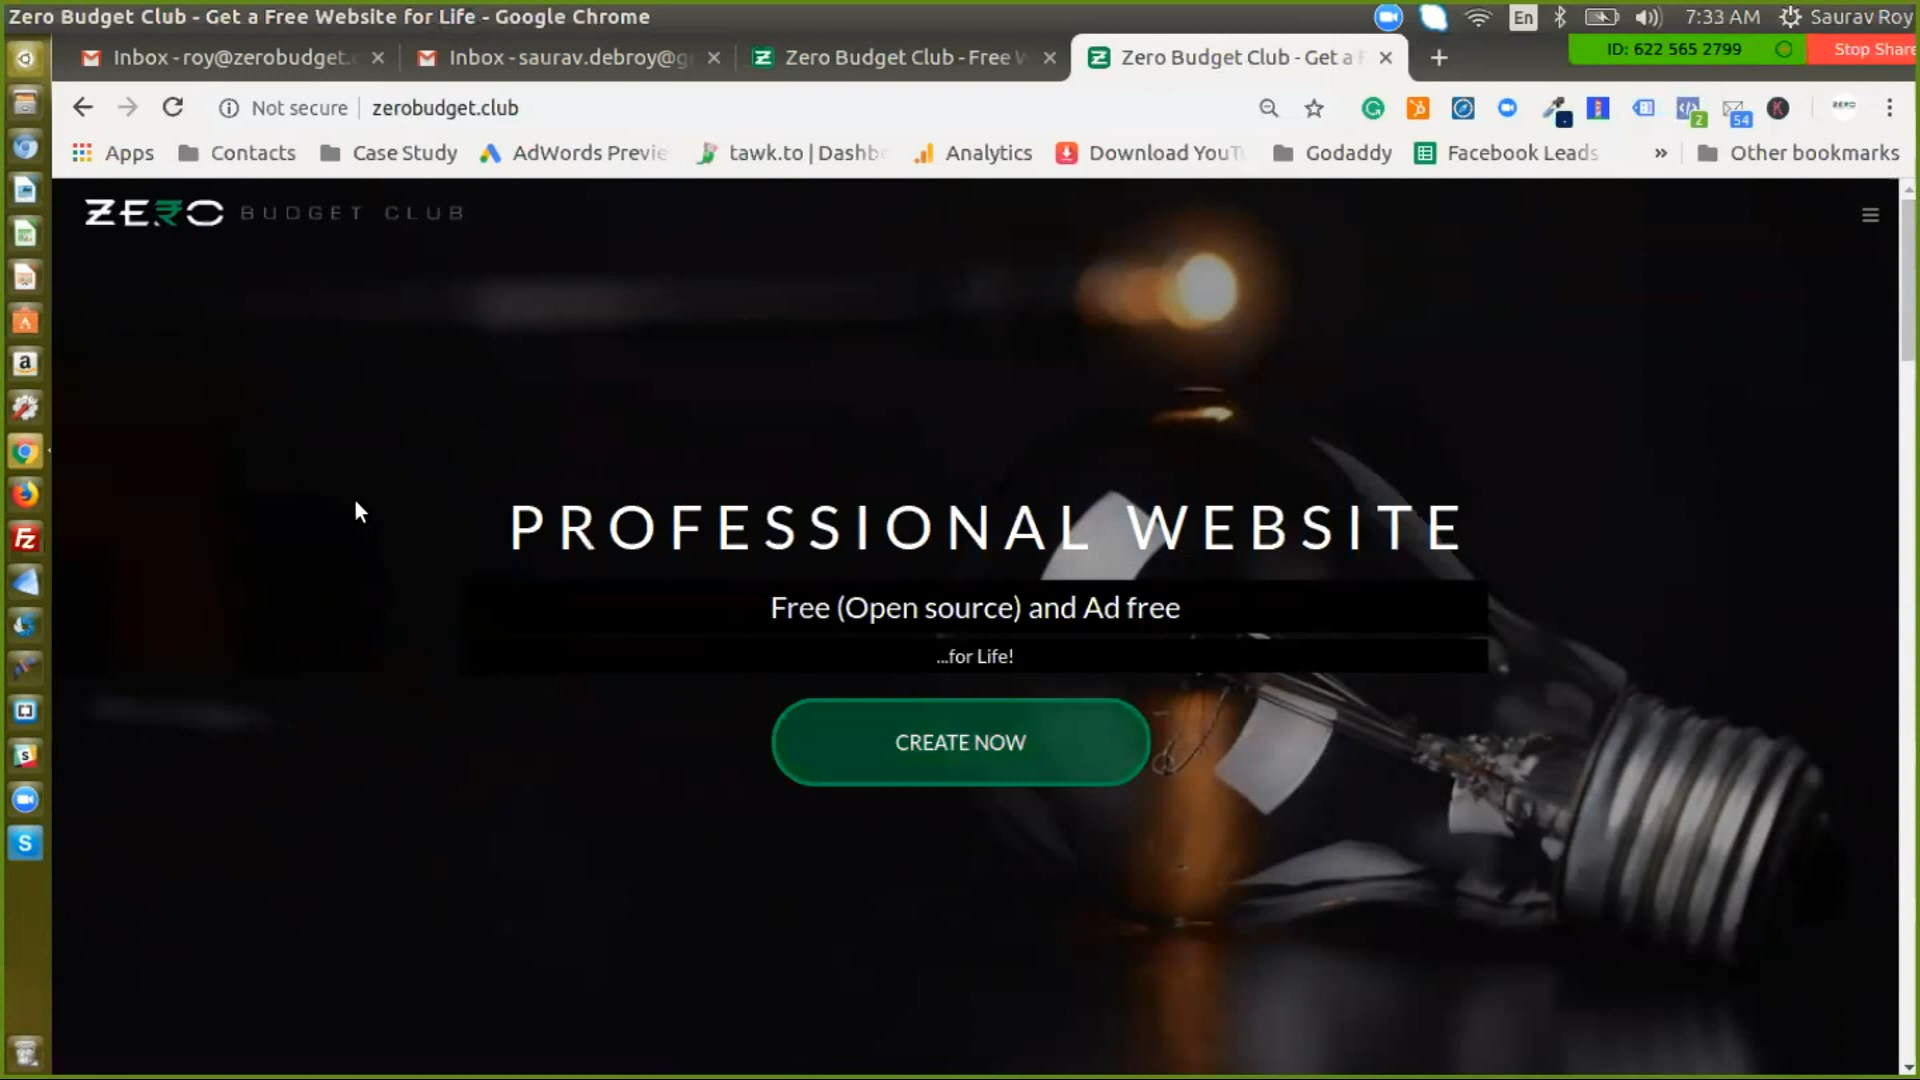 Zero Budget Club - Get a Free Website for Life - Google Chrome
En
7:33 AM
Saurav Roy
Inbox - roy@zerobudget.
Inbox - saurav.debroy@g
Zero Budget Club - Free
Zero Budget Club - Get a
ID: 622 565 2799
Stop Share
Not secure
zerobudget.club
2
54
Apps
Contacts
Case Study
AdWords Previe
tawk.to | Dashb
Analytics
Download YouT
Godaddy
Facebook Leads
»
Other bookmarks
ZERO BUDGET CLUB
PROFESSIONAL WEBSITE
Free (Open source) and Ad free
...for Life!
CREATE NOW